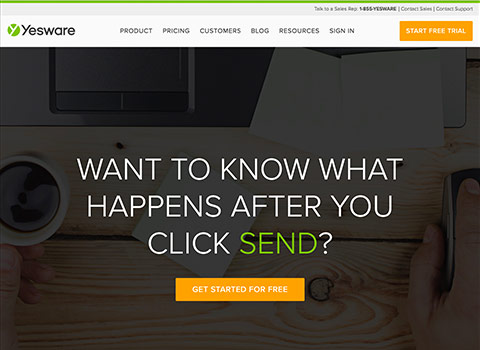 Talk to a Sales Rep 1-855-YESWARE | Contact Sales | Contact Support
Yesware
PRODUCT PRICING CUSTOMERS BLOG RESOURCES SIGN IN
START FREE TRIAL
WANT TO KNOW WHAT
HAPPENS AFTER YOU
CLICK SEND?
GET STARTED FOR FREE